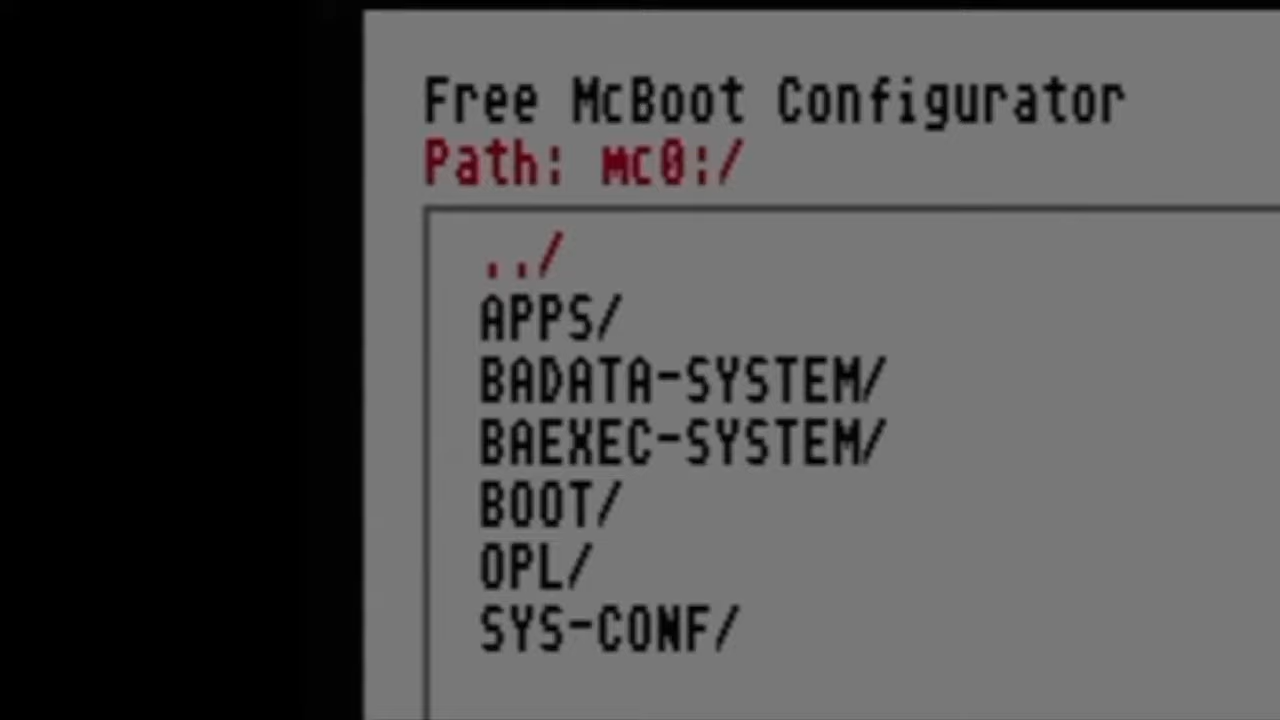 Free McBoot Configurator
Path: mc0:/
../
APPS/
BADATA-SYSTEM/
BAEXEC-SYSTEM/
BOOT/
OPL/
SYS-CONF/